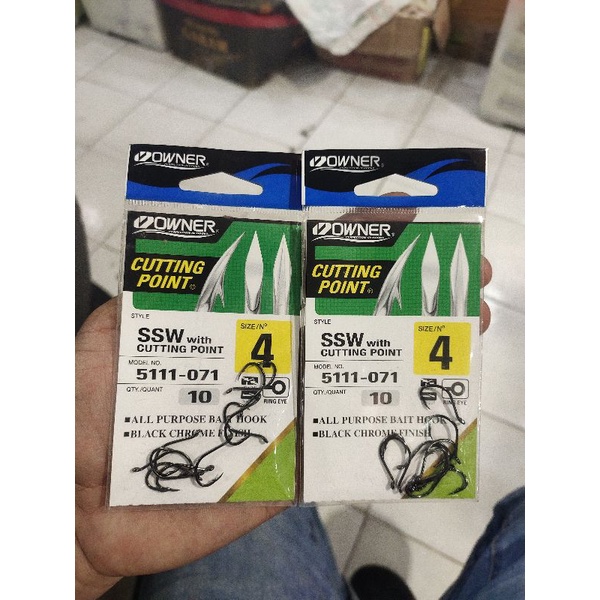 OWNER
OWNER
CUTTING
POINT
STYLE
SIZE/Nº
SSW with
CUTTING POINT
4
MODEL NO.
5111-071
QTY./QUANT
10
RING EYE
■ALL PURPOSE BAIT HOOK
■BLACK CHROME FINISH
OWNER
OWNER
CUTTING
POINT
STYLE
SIZE/Nº
SSW with
CUTTING POINT
4
MODEL NO.
5111-071
QTY./QUANT
10
RING EYE
■ALL PURPOSE BAIT HOOK
■BLACK CHROME FINISH